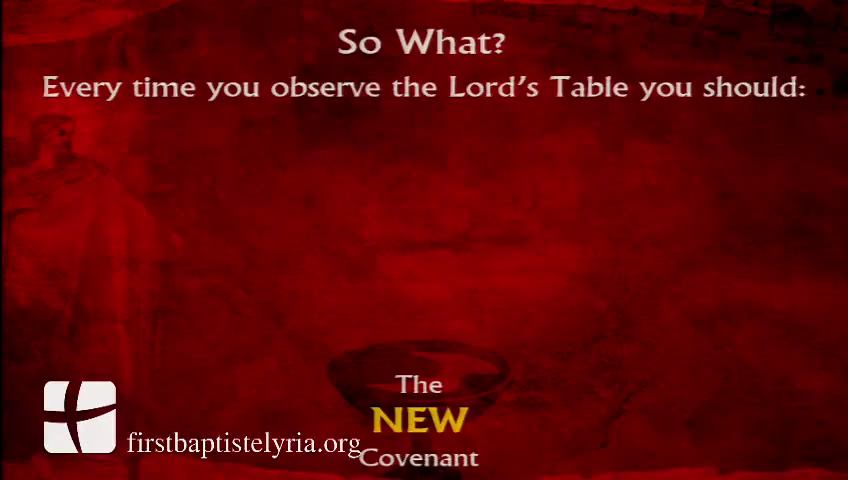 So What?
Every time you observe the Lord's Table you should:
The
NEW
Covenant
firstbaptistelyria.org